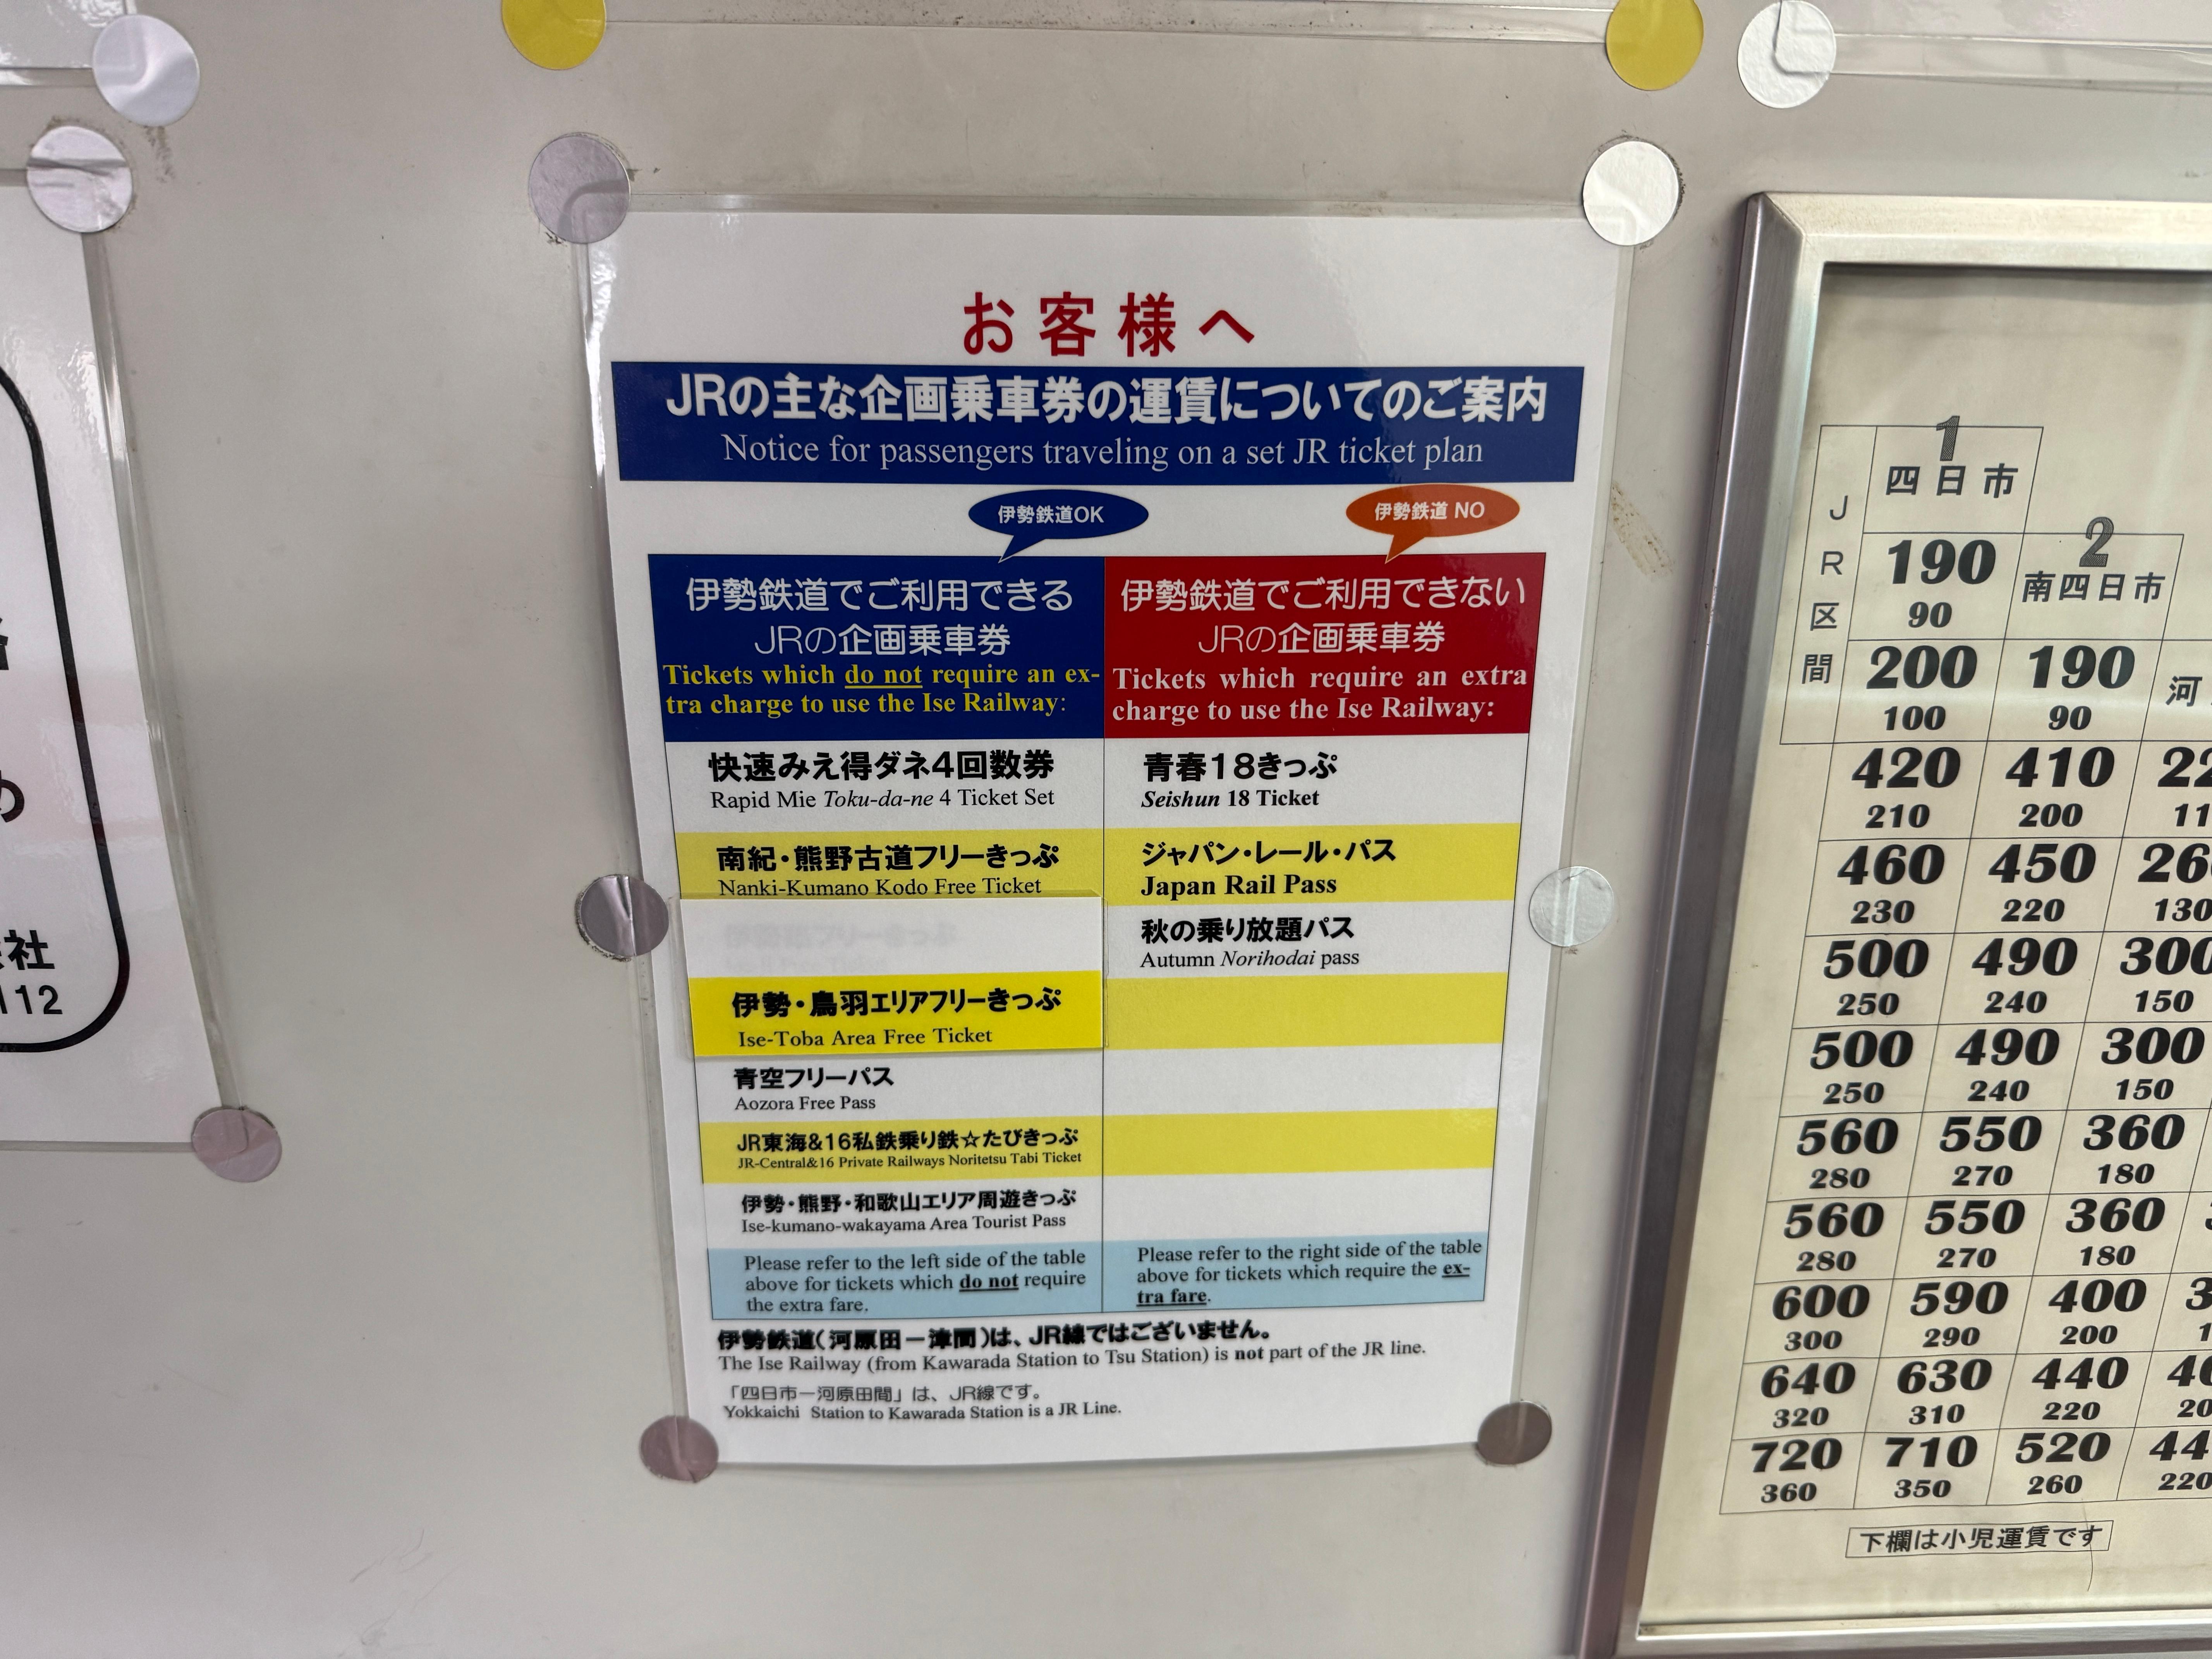 め
社
112
お客様へ
JRの主な企画乗車券の運賃についてのご案内
Notice for passengers traveling on a set JR ticket plan
伊勢鉄道OK
伊勢鉄道 NO
伊勢鉄道でご利用できる
JRの企画乗車券
Tickets which do not require an ex-
tra charge to use the Ise Railway:
伊勢鉄道でご利用できない
JRの企画乗車券
Tickets which require an extra
charge to use the Ise Railway:
快速みえ得ダネ4回数券
Rapid Mie Toku-da-ne 4 Ticket Set
青春18きっぷ
Seishun 18 Ticket
南紀・熊野古道フリーきっぷ
Nanki-Kumano Kodo Free Ticket
ジャパン・レール・パス
Japan Rail Pass
秋の乗り放題パス
Autumn Norihodai pass
伊勢・鳥羽エリアフリーきっぷ
Ise-Toba Area Free Ticket
青空フリーパス
Aozora Free Pass
JR東海&16私鉄乗り鉄☆たびきっぷ
JR-Central&16 Private Railways Noritetsu Tabi Ticket
伊勢・熊野・和歌山エリア周遊きっぷ
Ise-kumano-wakayama Area Tourist Pass
Please refer to the left side of the table
above for tickets which do not require
the extra fare.
Please refer to the right side of the table
above for tickets which require the ex-
tra fare.
伊勢鉄道(河原田ー津間)は、JR線ではございません。
The Ise Railway (from Kawarada Station to Tsu Station) is not part of the JR line.
「四日市ー河原田間」は、JR線です。
Yokkaichi Station to Kawarada Station is a JR Line.
JR区間
1
四日市
190
90
2
南四日市
200 190 河
100 90
420 410 22
210 200 11
460 450 26
230 220 130
500 490 300
250 240 150
500 490 300
250 240 150
560 550 360
280 270 180
560 550 360
280 270 180
600 590 400
300 290 200
640 630 440
320 310 220
720 710 520 44
360 350 260 220
下欄は小児運賃です